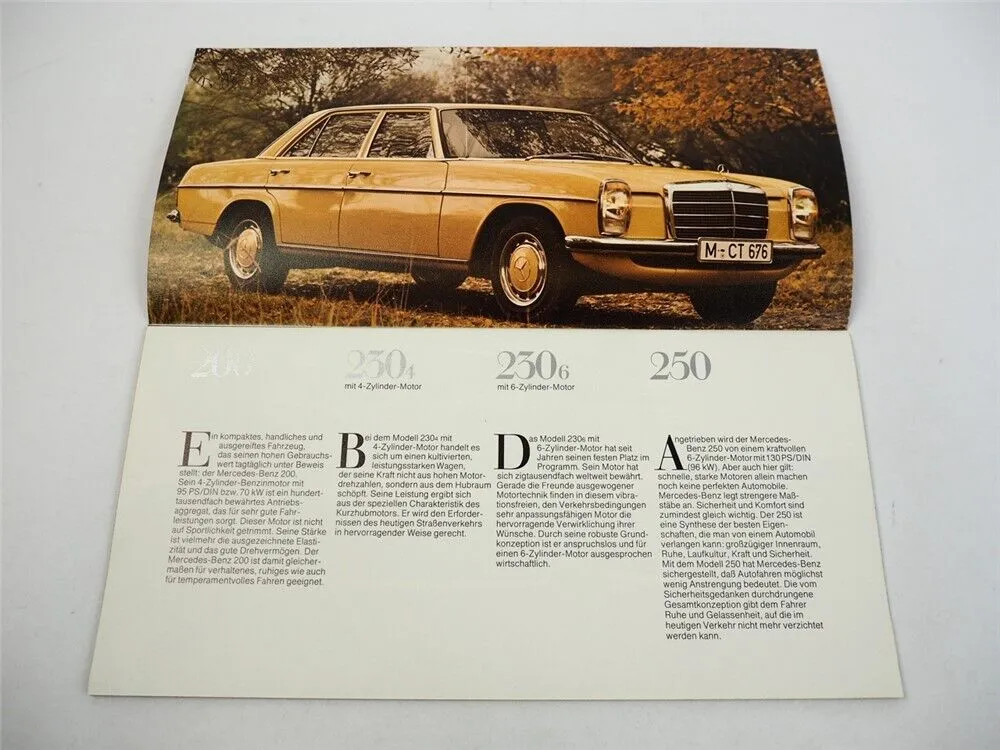 M-CT 676
200
230 4
mit 4-Zylinder-Motor
230 6
mit 6-Zylinder-Motor
250
Ein kompaktes, handliches und
ausgereiftes Fahrzeug,
das seinen hohen Gebrauchs-
wert tagtäglich unter Beweis
stellt: der Mercedes-Benz 200.
Sein 4-Zylinder-Benzinmotor mit
95 PS/DIN bzw. 70 kW ist ein hundert-
tausendfach bewährtes Antriebs-
aggregat, das für sehr gute Fahr-
leistungen sorgt. Dieser Motor ist nicht
auf Sportlichkeit getrimmt. Seine Stärke
ist vielmehr die ausgezeichnete Elasti-
zität und das gute Drehvermögen. Der
Mercedes-Benz 200 ist damit gleicher-
maßen für verhaltenes, ruhiges wie auch
für temperamentvolles Fahren geeignet.
Bei dem Modell 230 4 mit
4-Zylinder-Motor handelt es
sich um einen kultivierten,
leistungsstarken Wagen,
der seine Kraft nicht aus hohen Motor-
drehzahlen, sondern aus dem Hubraum
schöpft. Seine Leistung ergibt sich
aus der speziellen Charakteristik des
Kurzhubmotors. Er wird den Erforder-
nissen des heutigen Straßenverkehrs
in hervorragender Weise gerecht.
Das Modell 230 6 mit
6-Zylinder-Motor hat seit
Jahren seinen festen Platz im
Programm. Sein Motor hat
sich zigtausendfach weltweit bewährt.
Gerade die Freunde ausgewogener
Motortechnik finden in diesem vibra-
tionsfreien, den Verkehrsbedingungen
sehr anpassungsfähigen Motor die
hervorragende Verwirklichung ihrer
Wünsche. Durch seine robuste Grund-
konzeption ist er anspruchslos und für
einen 6-Zylinder-Motor ausgesprochen
wirtschaftlich.
Angetrieben wird der Mercedes-
Benz 250 von einem kraftvollen
6-Zylinder-Motor mit 130 PS/DIN
(96 kW). Aber auch hier gilt:
schnelle, starke Motoren allein machen
noch keine perfekten Automobile.
Mercedes-Benz legt strengere Maß-
stäbe an. Sicherheit und Komfort sind
zumindest gleich wichtig. Der 250 ist
eine Synthese der besten Eigen-
schaften, die man von einem Automobil
verlangen kann: großzügiger Innenraum,
Ruhe, Laufkultur, Kraft und Sicherheit.
Mit dem Modell 250 hat Mercedes-Benz
sichergestellt, daß Autofahren möglichst
wenig Anstrengung bedeutet. Die vom
Sicherheitsgedanken durchdrungene
Gesamtkonzeption gibt dem Fahrer
Ruhe und Gelassenheit, auf die im
heutigen Verkehr nicht mehr verzichtet
werden kann.